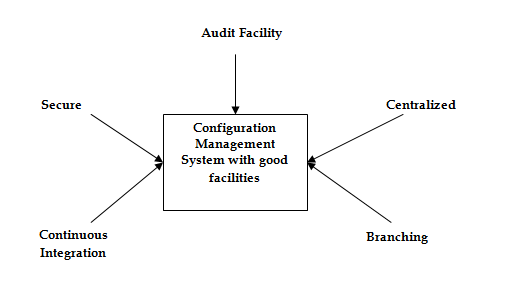 Audit Facility
Secure
Centralized
Configuration
Management
System with good
facilities
Continuous
Integration
Branching